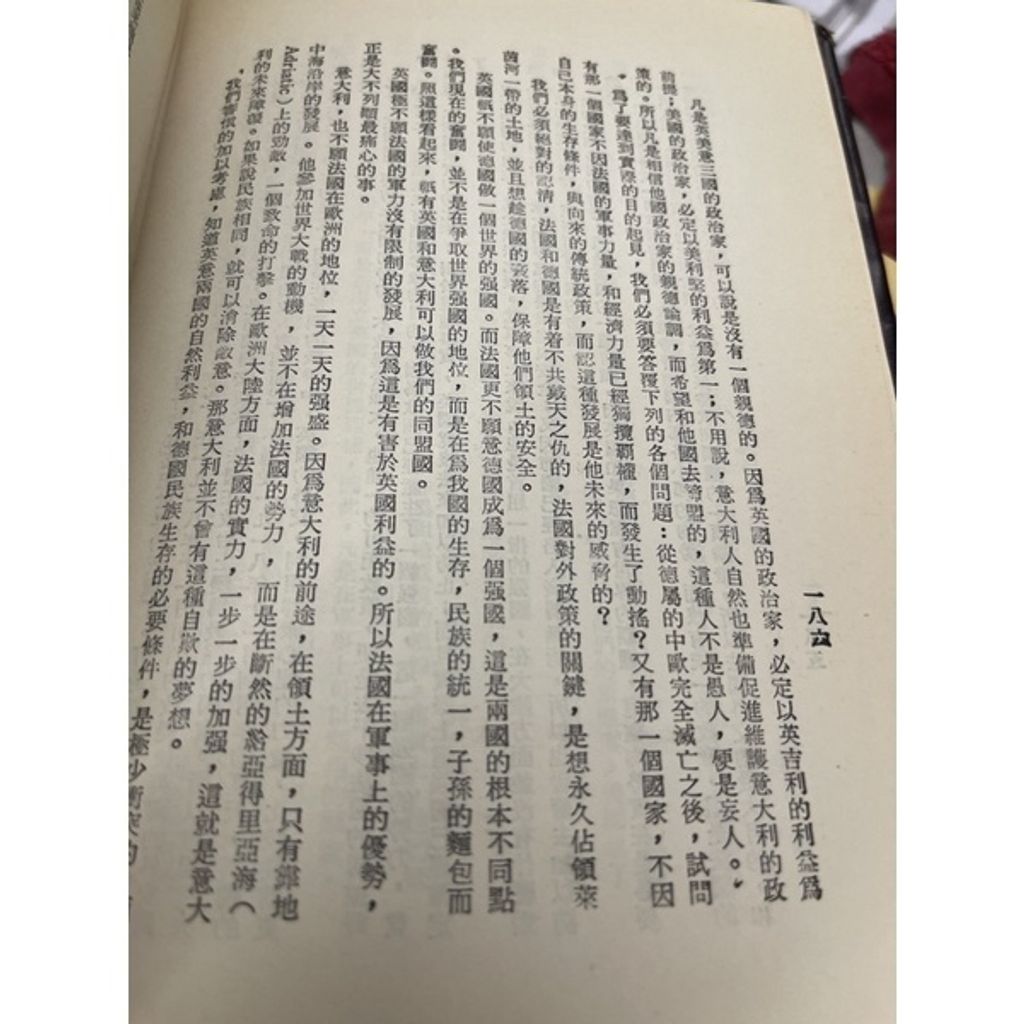 一八六
凡是英美意三國的政治家，可以說是沒有一個親德的。因爲英國的政治家，必定以英吉利的利益爲
前提；美國的政治家，必定以美利堅的利益爲第一；不用說，意大利人自然也準備促進維護意大利的政
策的。所以凡是相信他國政治家的親德論調，而希望和他國去締盟的，這種人不是愚人，便是妄人。
爲了要達到實際的目的起見，我們必須要答覆下列的各個問題：從德屬的中歐完全滅亡之後，試問
有那一個國家不因法國的軍事力量，和經濟力量已經獨攬覇權，而發生了動搖？又有那一個國家，不因
自己本身的生存條件，與向來的傳統政策，而認這種發展是他未來的威脅的？
我們必須絕對的記清，法國和德國是有着不共戴天之仇的，法國對外政策的關鍵，是想永久佔領萊
茵河一帶的土地，並且想趁德國的衰落，保障他們領土的安全。
英國祇不願使德國做一個世界的强國。而法國更不願意德國成爲一個强國，這是兩國的根本不同點
。我們現在的奮鬪，並不是在爭取世界强國的地位，而是在爲我國的生存，民族的統一，子孫的麵包而
奮鬪。照這樣看起來，祇有英國和意大利可以做我們的同盟國。
英國極不願法國的軍力沒有限制的發展，因爲這是有害於英國利益的。所以法國在軍事上的優勢，
正是大不列顚最痛心的事。
意大利，也不願法國在歐洲的地位，一天一天的强盛。因爲意大利的前途，在領土方面，只有靠地
中海沿岸的發展。他參加世界大戰的動機，並不在增加法國的勢力，而是在斷然的給亞得里亞海（
Adriatic）上的勁敵，一個致命的打擊。在歐洲大陸方面，法國的實力，一步一步的加强，這就是意大
利的未來障礙。如果說民族相同，就可以消除敵意。那意大利並不曾有這種自欺的夢想。
我們審愼的加以考慮，知道英意兩國的自然利益，和德國民族生存的必要條件，是極少衝突的